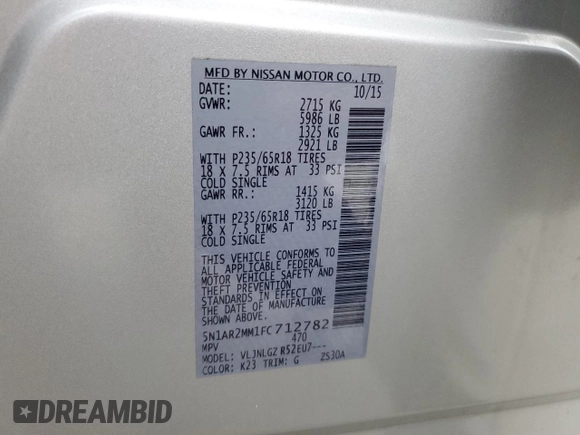 MFD BY NISSAN MOTOR CO., LTD.
DATE: 10/15
GVWR: 2715 KG
5986 LB
GAWR FR.: 1325 KG
2921 LB
WITH P235/65R18 TIRES
18 X 7.5 RIMS AT 33 PSI
COLD SINGLE
GAWR RR.: 1415 KG
3120 LB
WITH P235/65R18 TIRES
18 X 7.5 RIMS AT 33 PSI
COLD SINGLE
THIS VEHICLE CONFORMS TO
ALL APPLICABLE FEDERAL
MOTOR VEHICLE SAFETY AND
THEFT PREVENTION
STANDARDS IN EFFECT ON
THE DATE OF MANUFACTURE
SHOWN ABOVE.
5N1AR2MM1FC712782
MPV 470
MODEL: VLJNLGZ R52EU7---
COLOR: K23 TRIM: G ZS30A
DREAMBID